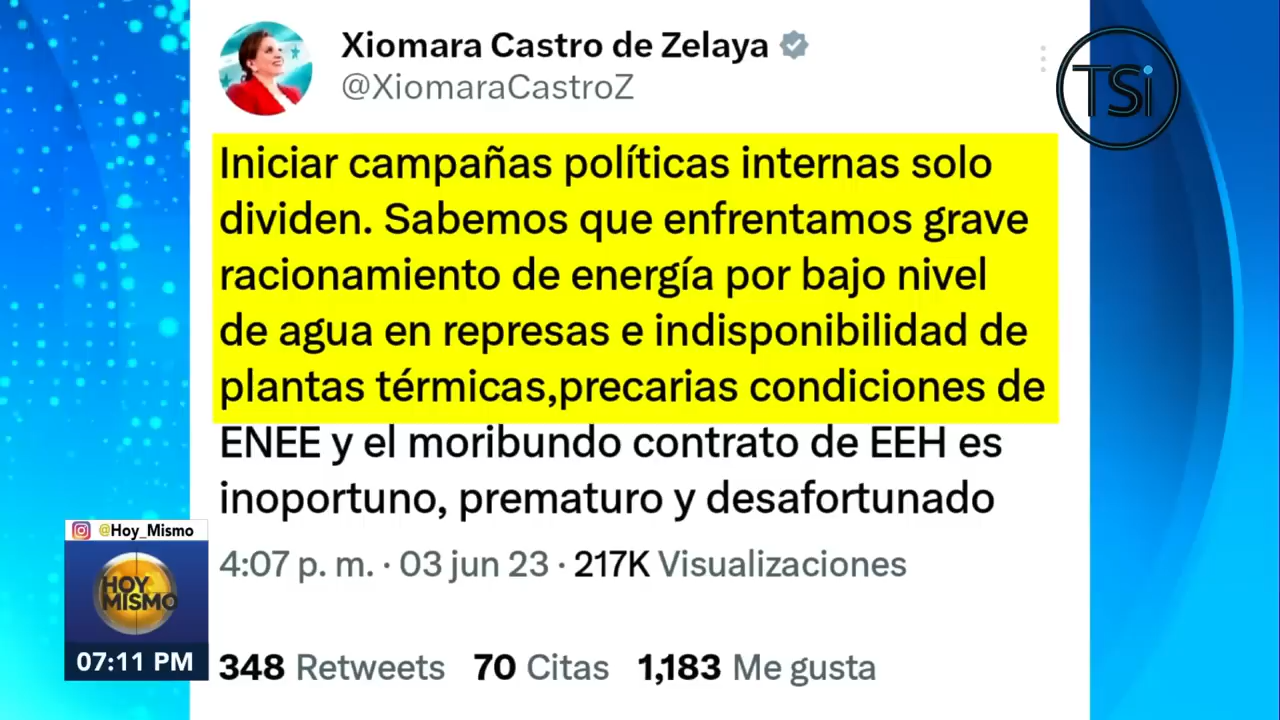 Xiomara Castro de Zelaya
@XiomaraCastroZ
TSi
Iniciar campañas políticas internas solo
dividen. Sabemos que enfrentamos grave
racionamiento de energía por bajo nivel
de agua en represas e indisponibilidad de
plantas térmicas,precarias condiciones de
ENEE y el moribundo contrato de EEH es
inoportuno, prematuro y desafortunado
4:07 p. m. · 03 jun 23 · 217K Visualizaciones
348 Retweets 70 Citas 1,183 Me gusta
@Hoy_Mismo
HOY
MISMO
07:11 PM